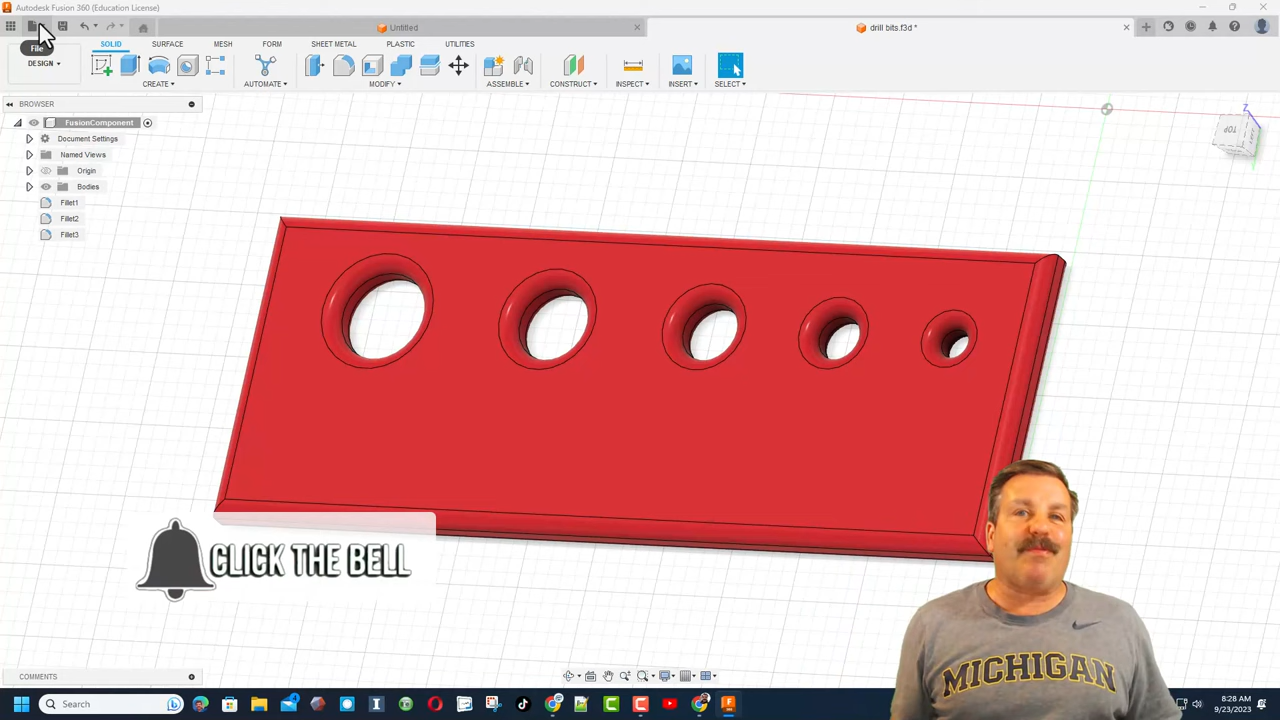 Autodesk Fusion 360 (Education License)
Untitled
drill bits.f3d*
File
DESIGN
SOLID
SURFACE
MESH
FORM
SHEET METAL
PLASTIC
UTILITIES
CREATE
AUTOMATE
MODIFY
ASSEMBLE
CONSTRUCT
INSPECT
INSERT
SELECT
BROWSER
FusionComponent
Document Settings
Named Views
Origin
Bodies
Fillet1
Fillet2
Fillet3
Z
TOP
CLICK THE BELL
MICHIGAN
COMMENTS
Search
8:28 AM
9/23/2023